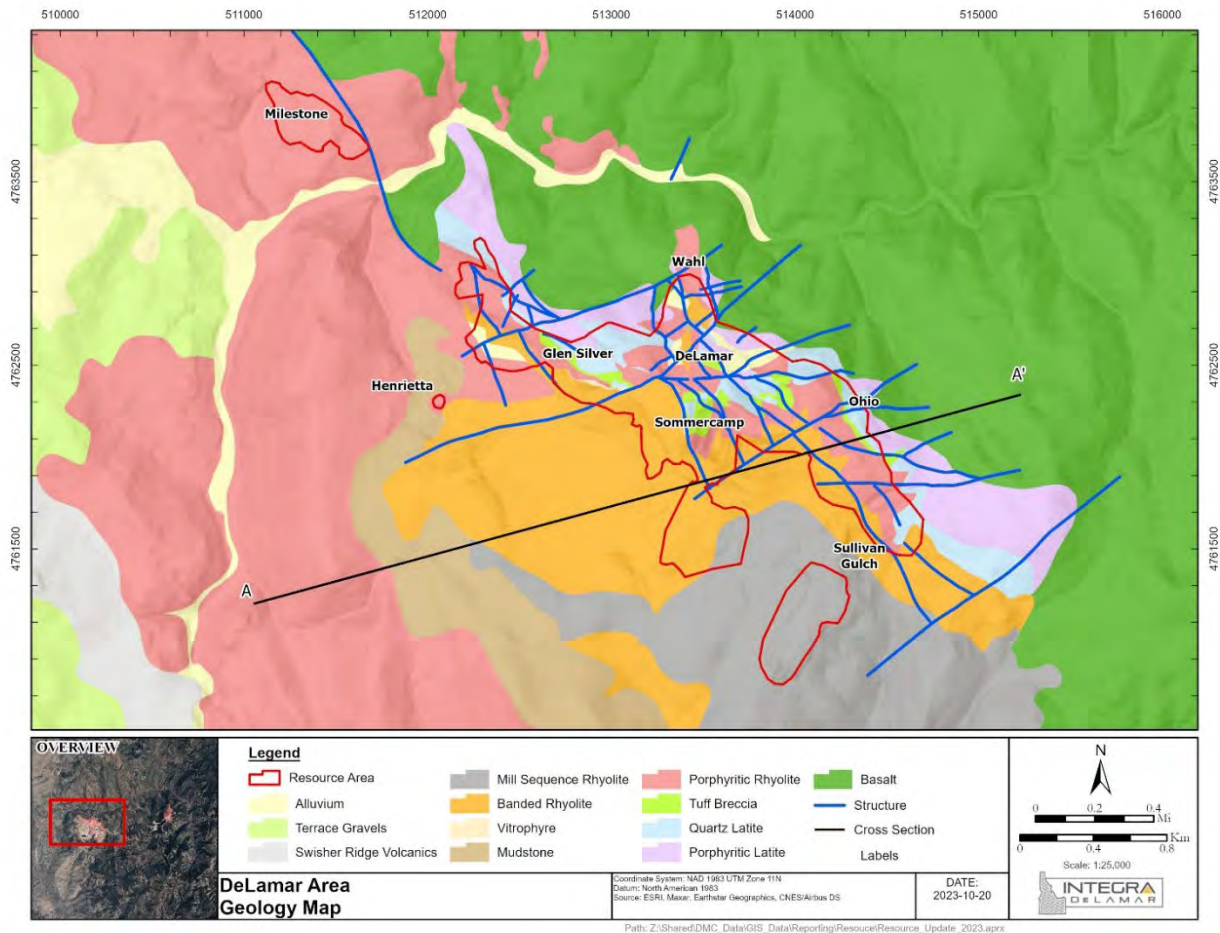 510000 511000 512000 513000 514000 515000 516000
4763500 4763500
4762500 4762500
4761500 4761500
Milestone
Wahl
Glen Silver
DeLamar
Henrietta
A'
Ohio
Sommercamp
Sullivan
Gulch
A
OVERVIEW
Legend
Resource Area
Alluvium
Terrace Gravels
Swisher Ridge Volcanics
Mill Sequence Rhyolite
Banded Rhyolite
Vitrophyre
Mudstone
Porphyritic Rhyolite
Tuff Breccia
Quartz Latite
Porphyritic Latite
Basalt
Structure
Cross Section
Labels
N
0 0.2 0.4
Mi
Km
0 0.4 0.8
Scale: 1:25,000
DeLamar Area
Geology Map
Coordinate System: NAD 1983 UTM Zone 11N
Datum: North American 1983
Source: ESRI, Maxar, Earthstar Geographics, CNES/Airbus DS
DATE:
2023-10-20
INTEGRA
DELAMAR
Path: Z:\Shared\DMC_Data\GIS_Data\Reporting\Resouce\Resource_Update_2023.aprx